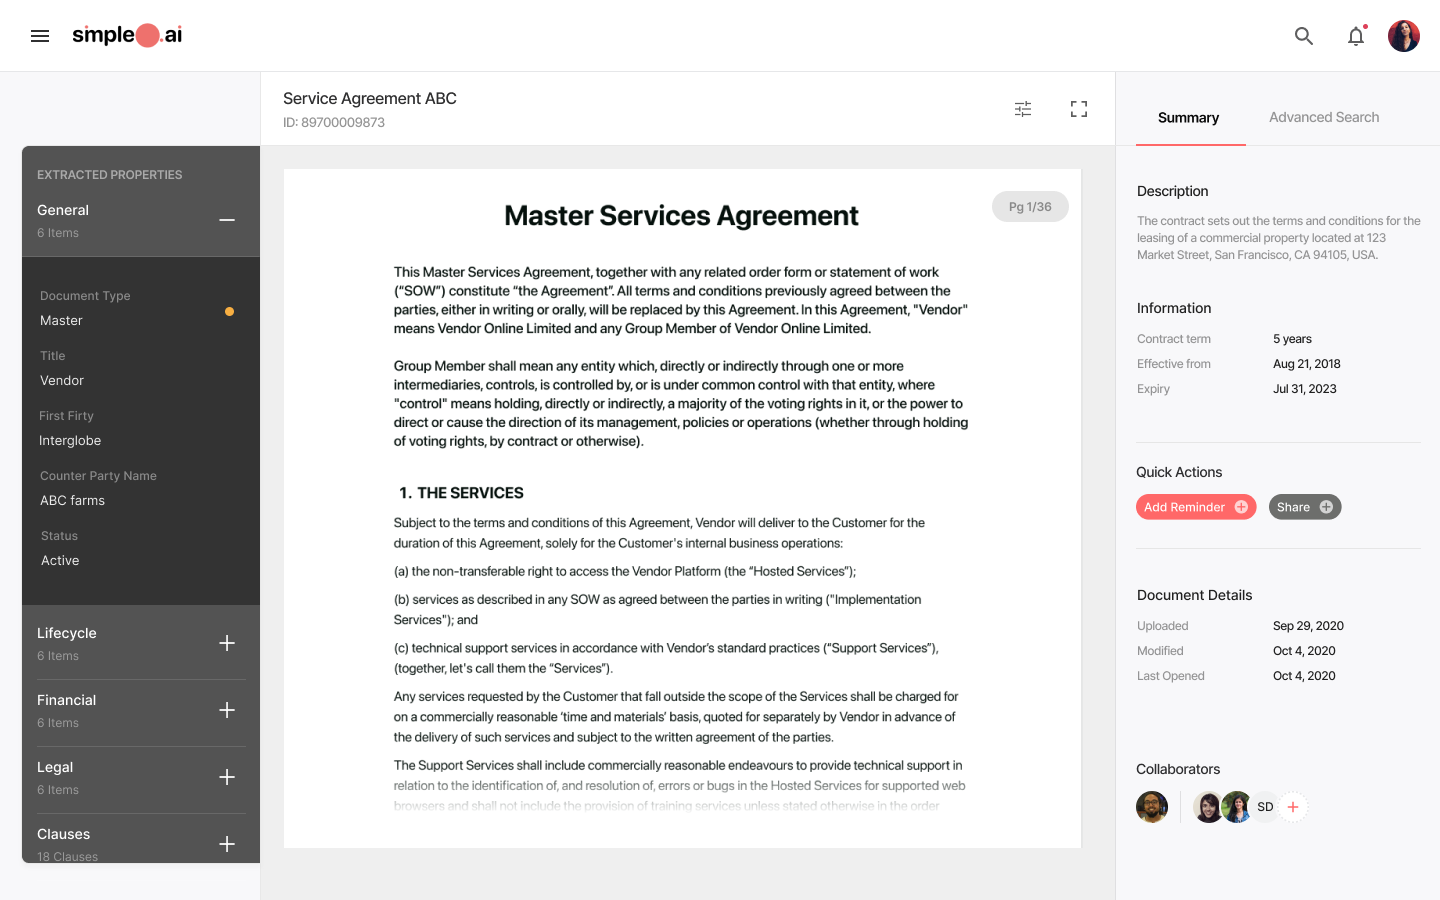 smple.ai
Service Agreement ABC
ID: 89700009873
Summary
Advanced Search
EXTRACTED PROPERTIES
General
6 Items
Document Type
Master
Title
Vendor
First Firty
Interglobe
Counter Party Name
ABC farms
Status
Active
Lifecycle
6 Items
Financial
6 Items
Legal
6 Items
Clauses
18 Clauses
Master Services Agreement
Pg 1/36
This Master Services Agreement, together with any related order form or statement of work
(“SOW”) constitute “the Agreement”. All terms and conditions previously agreed between the
parties, either in writing or orally, will be replaced by this Agreement. In this Agreement, "Vendor"
means Vendor Online Limited and any Group Member of Vendor Online Limited.
Group Member shall mean any entity which, directly or indirectly through one or more
intermediaries, controls, is controlled by, or is under common control with that entity, where
"control" means holding, directly or indirectly, a majority of the voting rights in it, or the power to
direct or cause the direction of its management, policies or operations (whether through holding
of voting rights, by contract or otherwise).
1. THE SERVICES
Subject to the terms and conditions of this Agreement, Vendor will deliver to the Customer for the
duration of this Agreement, solely for the Customer's internal business operations:
(a) the non-transferable right to access the Vendor Platform (the “Hosted Services”);
(b) services as described in any SOW as agreed between the parties in writing ("Implementation
Services"); and
(c) technical support services in accordance with Vendor’s standard practices (“Support Services”),
(together, let's call them the “Services”).
Any services requested by the Customer that fall outside the scope of the Services shall be charged for
on a commercially reasonable ‘time and materials’ basis, quoted for separately by Vendor in advance of
the delivery of such services and subject to the written agreement of the parties.
The Support Services shall include commercially reasonable endeavours to provide technical support in
relation to the identification of, and resolution of, errors or bugs in the Hosted Services for supported web
browsers and shall not include the provision of training services unless stated otherwise in the order
Description
The contract sets out the terms and conditions for the
leasing of a commercial property located at 123
Market Street, San Francisco, CA 94105, USA.
Information
Contract term 5 years
Effective from Aug 21, 2018
Expiry Jul 31, 2023
Quick Actions
Add Reminder
Share
Document Details
Uploaded Sep 29, 2020
Modified Oct 4, 2020
Last Opened Oct 4, 2020
Collaborators
SD